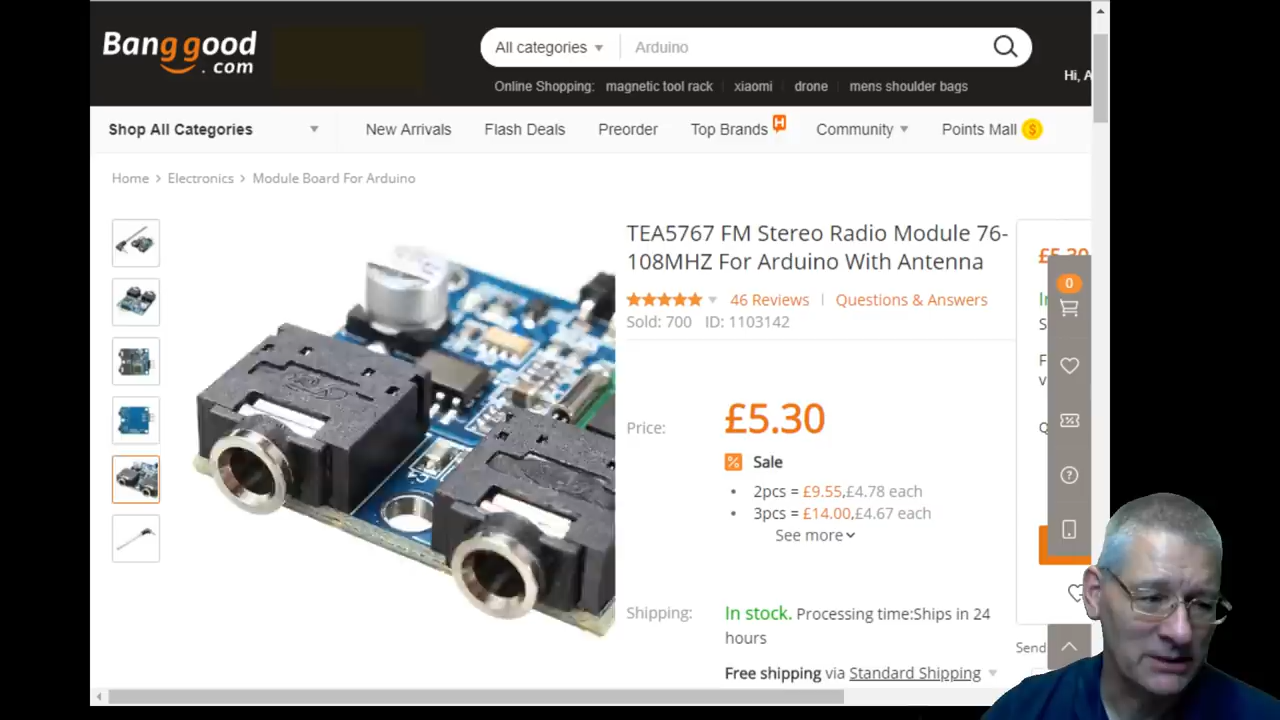 Banggood
.com
All categories
Arduino
Online Shopping: magnetic tool rack xiaomi drone mens shoulder bags
Hi, A
Shop All Categories
New Arrivals
Flash Deals
Preorder
Top Brands
H
Community
Points Mall
$
Home > Electronics > Module Board For Arduino
TEA5767 FM Stereo Radio Module 76-
108MHZ For Arduino With Antenna
46 Reviews | Questions & Answers
Sold: 700 ID: 1103142
Price: £5.30
% Sale
• 2pcs = £9.55,£4.78 each
• 3pcs = £14.00,£4.67 each
See more
Shipping: In stock. Processing time:Ships in 24
hours
Free shipping via Standard Shipping
£5.30
0
Send